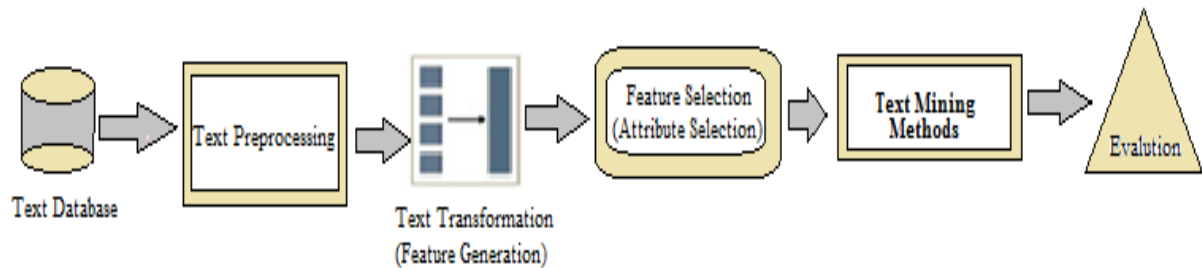 Text Database
Text Preprocessing
Text Transformation
(Feature Generation)
Feature Selection
(Attribute Selection)
Text Mining
Methods
Evalution